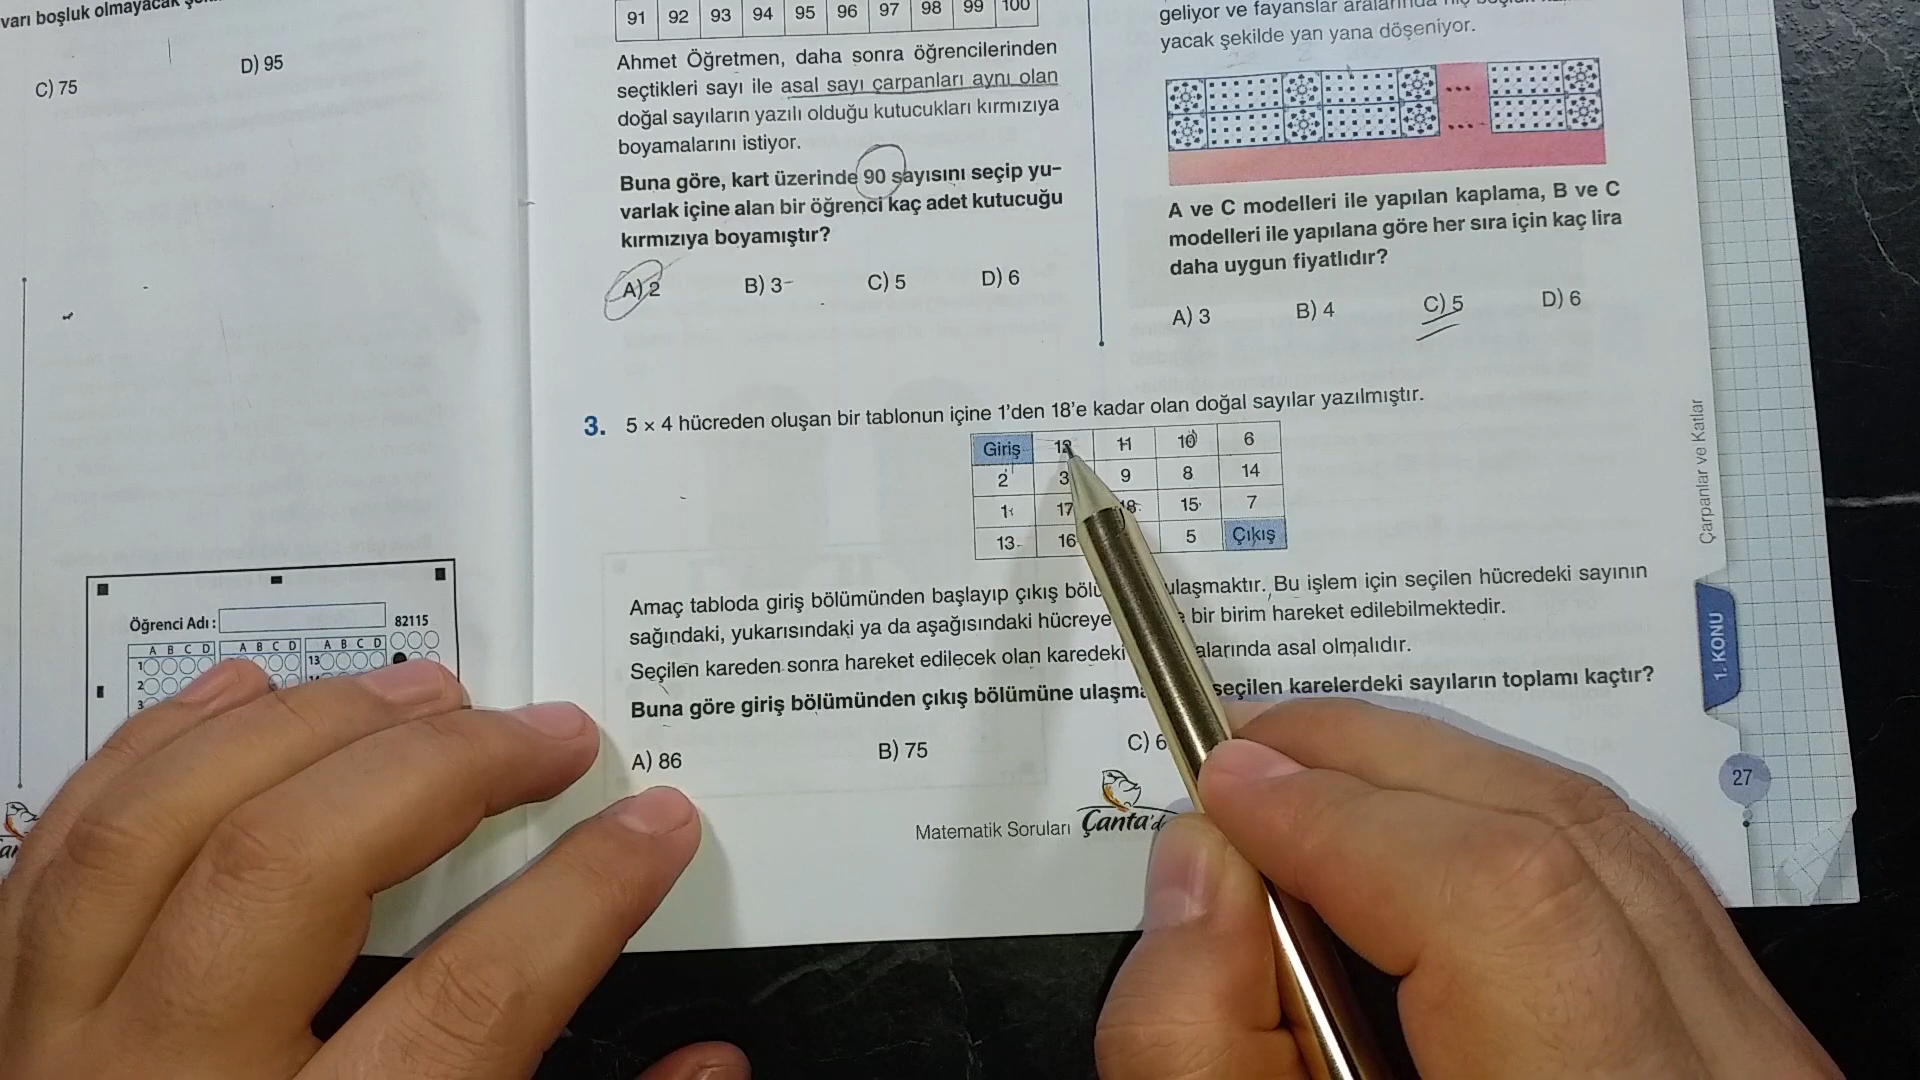 varı boşluk olmayacak
C) 75
D) 95
Öğrenci Adı :
82115
A B C D
A B C D
A B C D
1
2
3
13
91 92 93 94 95 96 97 98 99 100
Ahmet Öğretmen, daha sonra öğrencilerinden
seçtikleri sayı ile asal sayı çarpanları aynı olan
doğal sayıların yazılı olduğu kutucukları kırmızıya
boyamalarını istiyor.
Buna göre, kart üzerinde 90 sayısını seçip yu-
varlak içine alan bir öğrenci kaç adet kutucuğu
kırmızıya boyamıştır?
A) 2
B) 3
C) 5
D) 6
geliyor ve fayanslar aralarında hiç
yacak şekilde yan yana döşeniyor.
A ve C modelleri ile yapılan kaplama, B ve C
modelleri ile yapılana göre her sıra için kaç lira
daha uygun fiyatlıdır?
A) 3
B) 4
C) 5
D) 6
3. 5 × 4 hücreden oluşan bir tablonun içine 1'den 18'e kadar olan doğal sayılar yazılmıştır.
Giriş 12 11 10 6
2 3 9 8 14
1 17 18 15 7
13 16 5 Çıkış
Amaç tabloda giriş bölümünden başlayıp çıkış ulaşmaktır. Bu işlem için seçilen hücredeki sayının
sağındaki, yukarısındaki ya da aşağısındaki hücreye bir birim hareket edilebilmektedir.
Seçilen kareden sonra hareket edilecek olan karedeki asal olmalıdır.
Buna göre giriş bölümünden çıkış bölümüne seçilen karelerdeki sayıların toplamı kaçtır?
A) 86
B) 75
Matematik Soruları
Çarpanlar ve Katlar
1. KONU
27